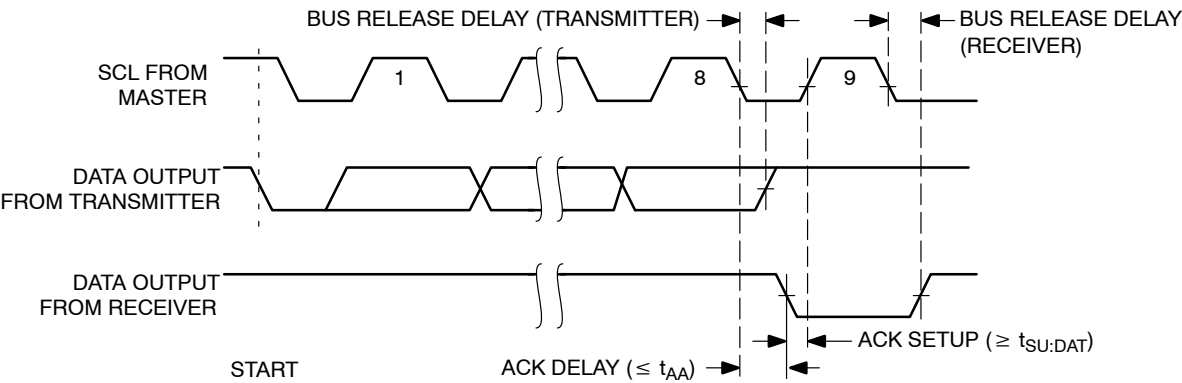 BUS RELEASE DELAY (TRANSMITTER)
BUS RELEASE DELAY
(RECEIVER)
SCL FROM
MASTER
1
8
9
DATA OUTPUT
FROM TRANSMITTER
DATA OUTPUT
FROM RECEIVER
ACK SETUP (≥ tSU:DAT)
START
ACK DELAY (≤ tAA)